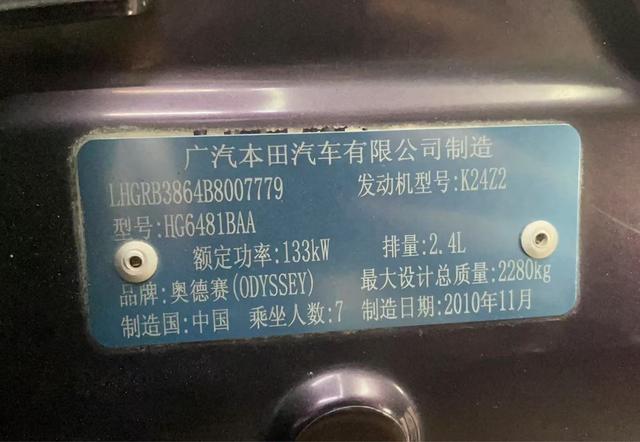 广汽本田汽车有限公司制造
LHGRB3864B8007779 发动机型号:K24Z2
型号:HG6481BAA
额定功率:133kW 排量:2.4L
品牌:奥德赛(ODYSSEY) 最大设计总质量:2280kg
制造国:中国 乘坐人数:7 制造日期:2010年11月